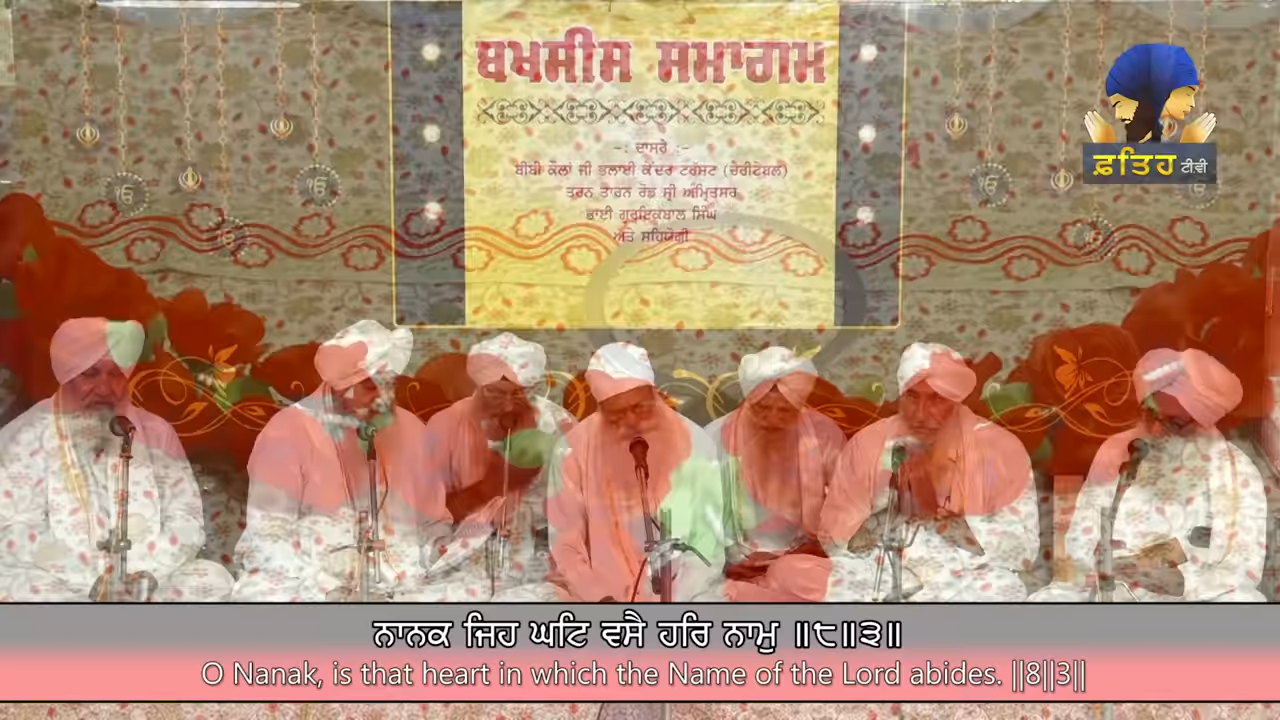 ਬਖਸੀਸ ਸਮਾਗਮ
-: ਦਾਸਰੇ :-
ਬੀਬੀ ਕੌਲਾਂ ਜੀ ਭਲਾਈ ਕੇਂਦਰ ਟਰੱਸਟ (ਚੈਰੀਟੇਬਲ)
ਤਰਨ ਤਾਰਨ ਰੋਡ ਸ੍ਰੀ ਅੰਮ੍ਰਿਤਸਰ
ਭਾਈ ਗੁਰਇਕਬਾਲ ਸਿੰਘ
ਅਤੇ ਸਹਿਯੋਗੀ
ਫ਼ਤਿਹ ਟੀ.ਵੀ
ਨਾਨਕ ਜਿਹ ਘਟਿ ਵਸੈ ਹਰਿ ਨਾਮੁ ॥੮॥੩॥
O Nanak, is that heart in which the Name of the Lord abides. ||8||3||